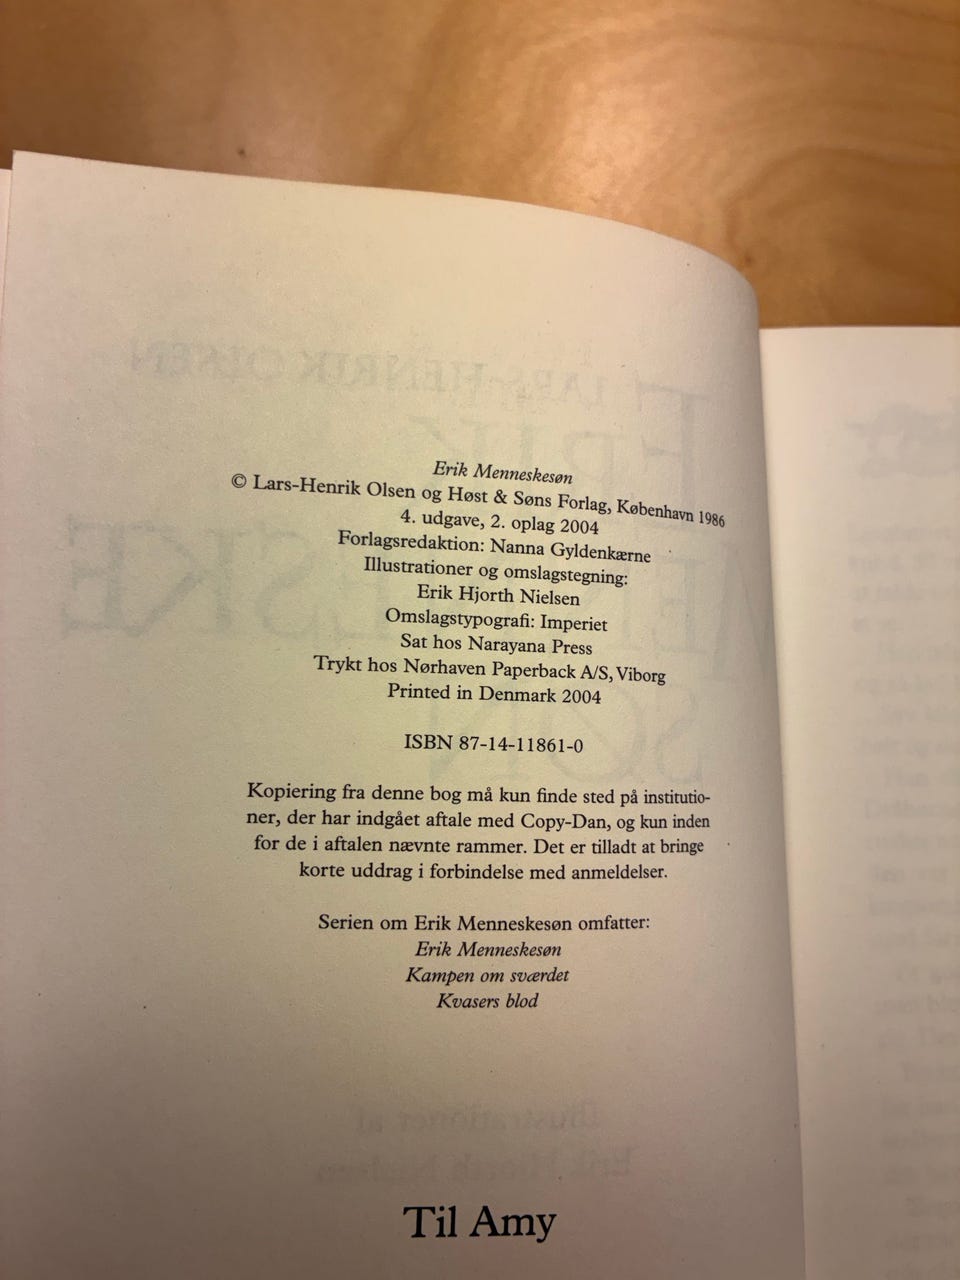 Erik Menneskesøn
© Lars-Henrik Olsen og Høst & Søns Forlag, København 1986
4. udgave, 2. oplag 2004
Forlagsredaktion: Nanna Gyldenkærne
Illustrationer og omslagstegning:
Erik Hjorth Nielsen
Omslagstypografi: Imperiet
Sat hos Narayana Press
Trykt hos Nørhaven Paperback A/S, Viborg
Printed in Denmark 2004
ISBN 87-14-11861-0
Kopiering fra denne bog må kun finde sted på institutio-
ner, der har indgået aftale med Copy-Dan, og kun inden
for de i aftalen nævnte rammer. Det er tilladt at bringe
korte uddrag i forbindelse med anmeldelser.
Serien om Erik Menneskesøn omfatter:
Erik Menneskesøn
Kampen om sværdet
Kvasers blod
Til Amy